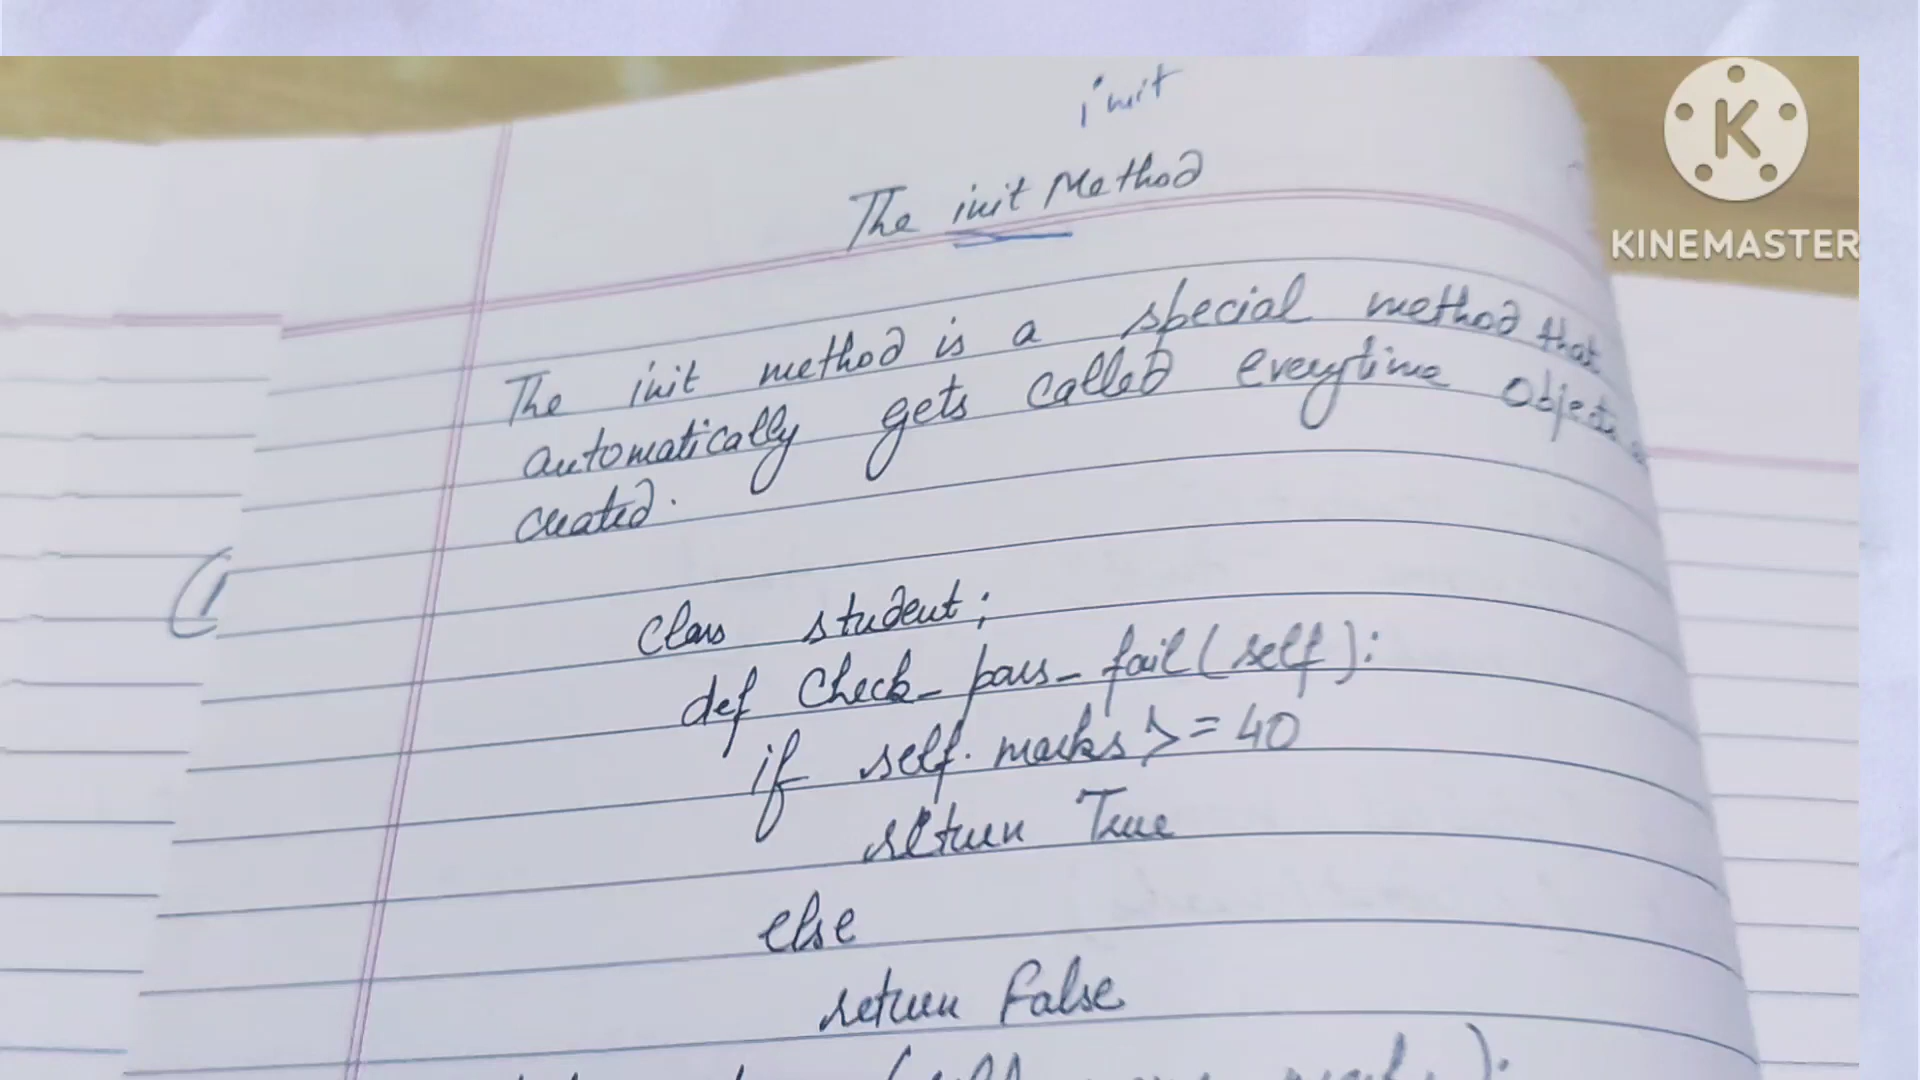 init
The init Method
The init method is a special method that
automatically gets called everytime object
created.
Class student;
def Check_pass_fail(self):
if self.marks>=40
return True
else
return False
KINEMASTER